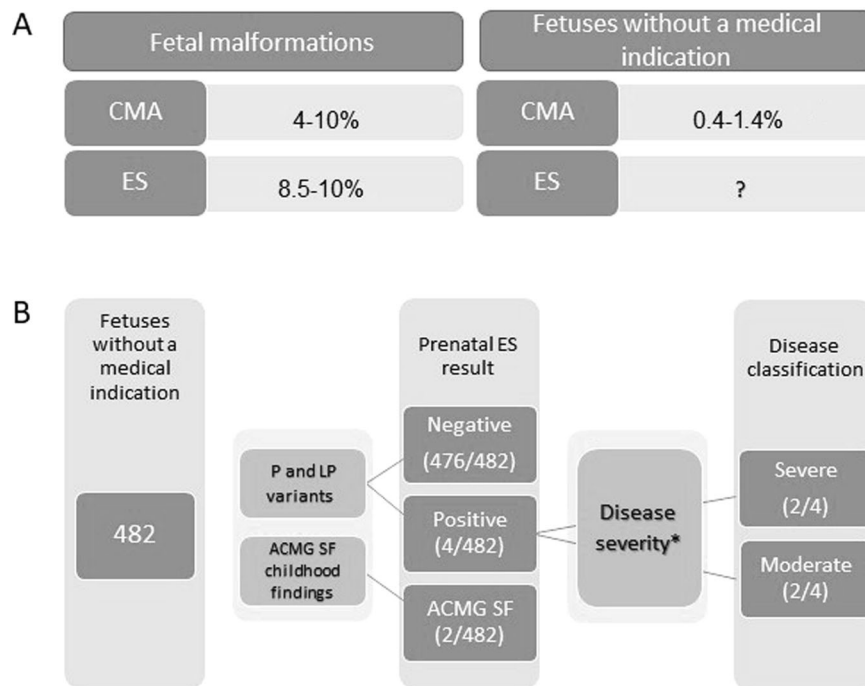 A
Fetal malformations
Fetuses without a medical
indication
CMA
4-10%
CMA
0.4-1.4%
ES
8.5-10%
ES
?
B
Fetuses
without a
medical
indication
482
P and LP
variants
ACMG SF
childhood
findings
Prenatal ES
result
Negative
(476/482)
Positive
(4/482)
ACMG SF
(2/482)
Disease
severity*
Disease
classification
Severe
(2/4)
Moderate
(2/4)